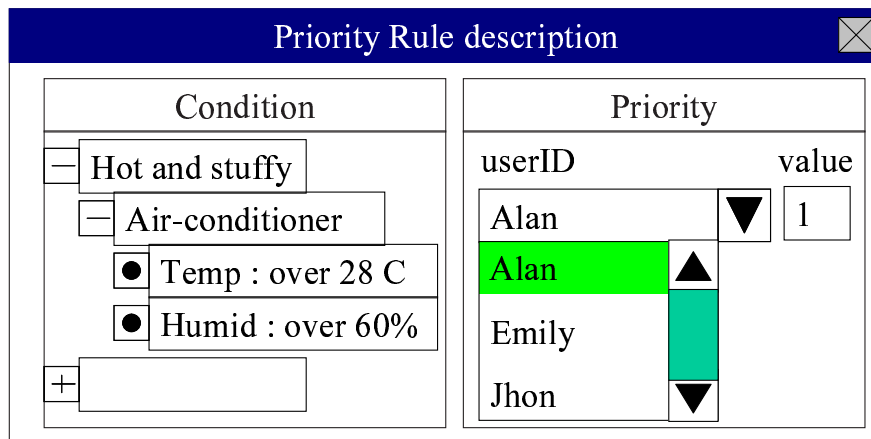 Priority Rule description
Condition
Hot and stuffy
Air-conditioner
Temp : over 28 C
Humid : over 60%
Priority
userID value
Alan 1
Alan
Emily
Jhon